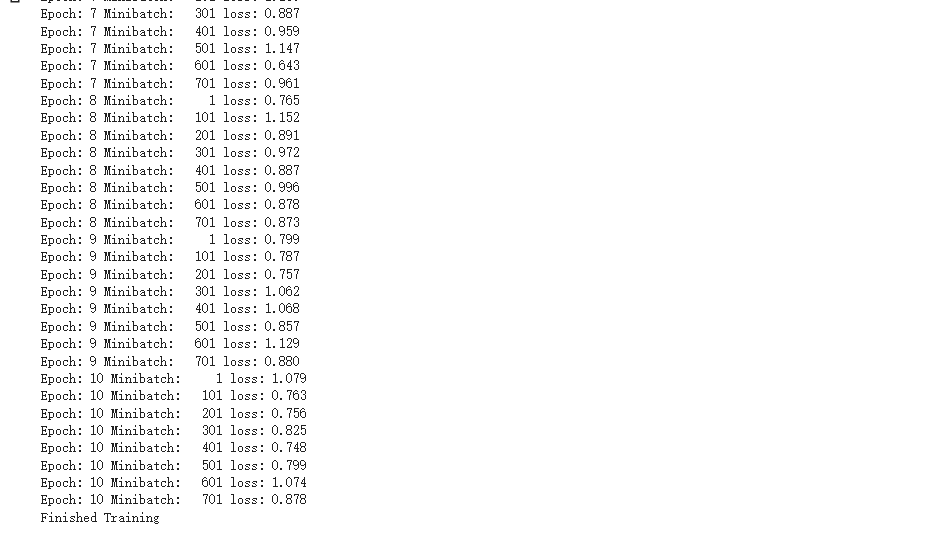 Epoch: 7 Minibatch:   301 loss: 0.887
Epoch: 7 Minibatch:   401 loss: 0.959
Epoch: 7 Minibatch:   501 loss: 1.147
Epoch: 7 Minibatch:   601 loss: 0.643
Epoch: 7 Minibatch:   701 loss: 0.961
Epoch: 8 Minibatch:     1 loss: 0.765
Epoch: 8 Minibatch:   101 loss: 1.152
Epoch: 8 Minibatch:   201 loss: 0.891
Epoch: 8 Minibatch:   301 loss: 0.972
Epoch: 8 Minibatch:   401 loss: 0.887
Epoch: 8 Minibatch:   501 loss: 0.996
Epoch: 8 Minibatch:   601 loss: 0.878
Epoch: 8 Minibatch:   701 loss: 0.873
Epoch: 9 Minibatch:     1 loss: 0.799
Epoch: 9 Minibatch:   101 loss: 0.787
Epoch: 9 Minibatch:   201 loss: 0.757
Epoch: 9 Minibatch:   301 loss: 1.062
Epoch: 9 Minibatch:   401 loss: 1.068
Epoch: 9 Minibatch:   501 loss: 0.857
Epoch: 9 Minibatch:   601 loss: 1.129
Epoch: 9 Minibatch:   701 loss: 0.880
Epoch: 10 Minibatch:     1 loss: 1.079
Epoch: 10 Minibatch:   101 loss: 0.763
Epoch: 10 Minibatch:   201 loss: 0.756
Epoch: 10 Minibatch:   301 loss: 0.825
Epoch: 10 Minibatch:   401 loss: 0.748
Epoch: 10 Minibatch:   501 loss: 0.799
Epoch: 10 Minibatch:   601 loss: 1.074
Epoch: 10 Minibatch:   701 loss: 0.878
Finished Training